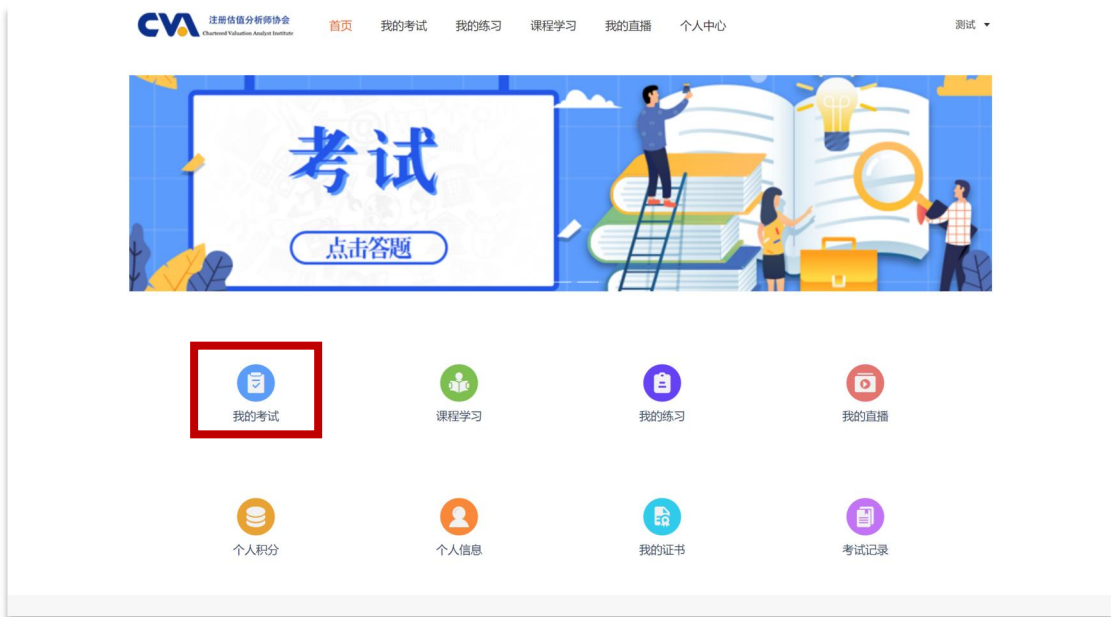 CVA 注册估值分析师协会
Chartered Valuation Analyst Institute
首页 我的考试 我的练习 课程学习 我的直播 个人中心 测试
考试
点击答题
我的考试 课程学习 我的练习 我的直播
个人积分 个人信息 我的证书 考试记录